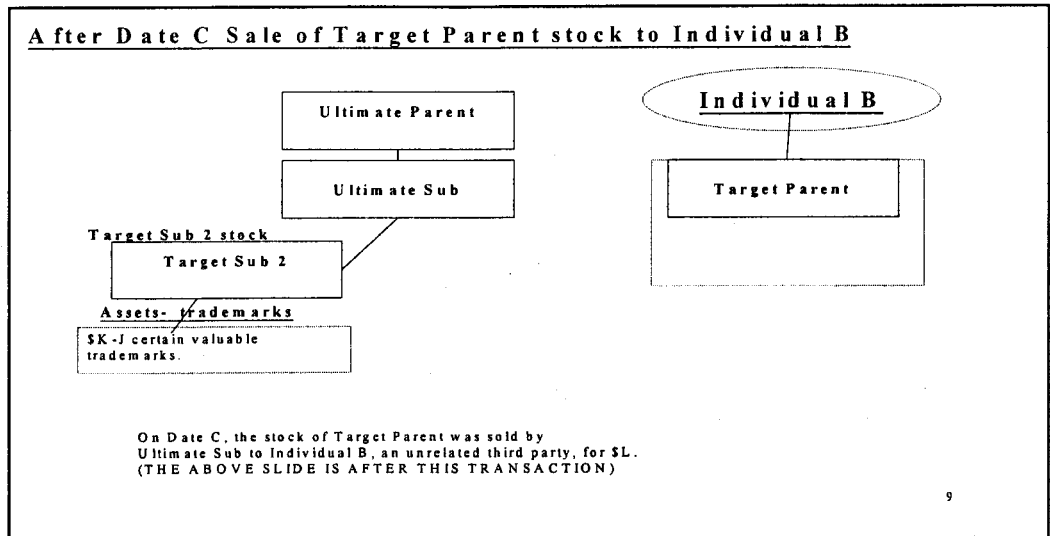 After Date C Sale of Target Parent stock to Individual B
Ultimate Parent
Individual B
Ultimate Sub
Target Parent
Target Sub 2 stock
Target Sub 2
Assets- trademarks
$K-J certain valuable
trademarks.
On Date C, the stock of Target Parent was sold by
Ultimate Sub to Individual B, an unrelated third party, for $L.
(THE ABOVE SLIDE IS AFTER THIS TRANSACTION)
9